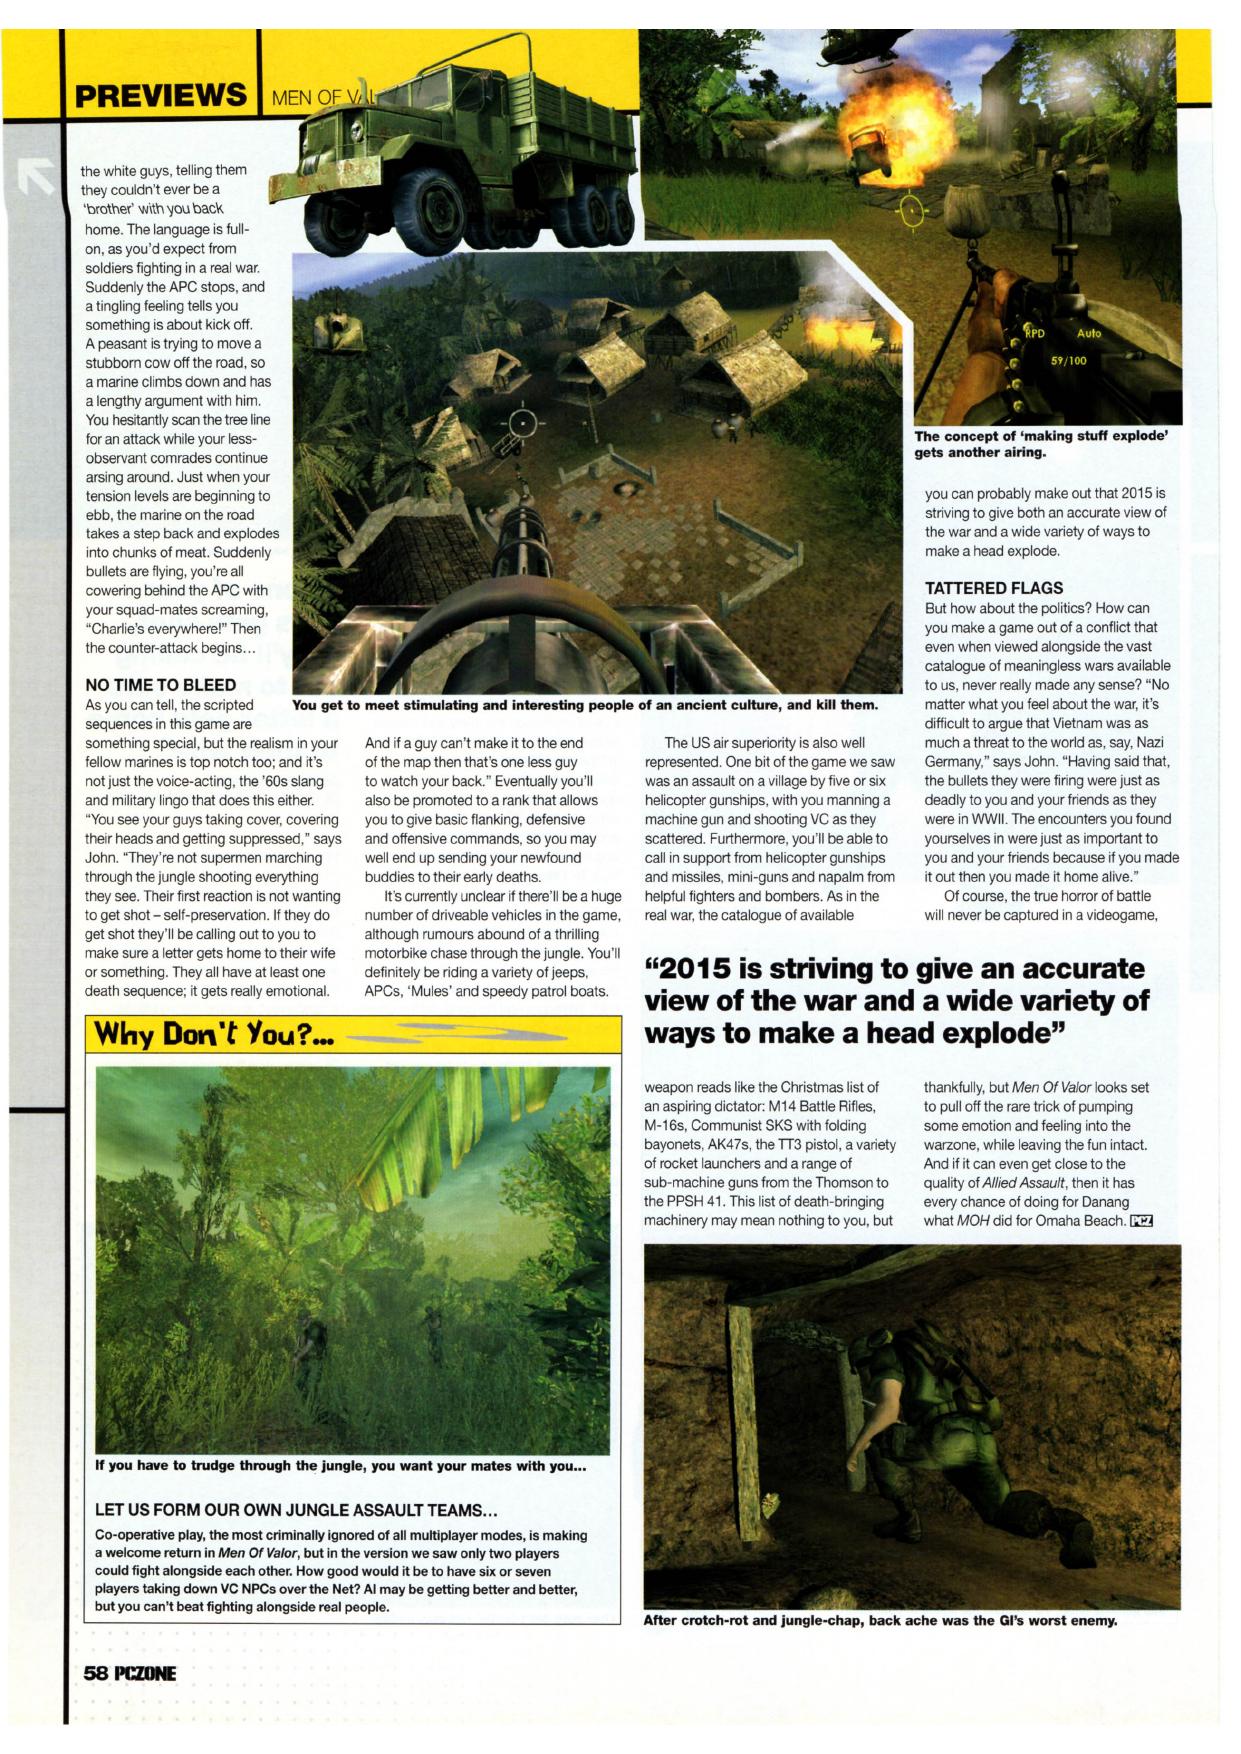 PREVIEWS
MEN OF VAL
the white guys, telling them
they couldn't ever be a
'brother' with you back
home. The language is full-
on, as you'd expect from
soldiers fighting in a real war.
Suddenly the APC stops, and
a tingling feeling tells you
something is about kick off.
A peasant is trying to move a
stubborn cow off the road, so
a marine climbs down and has
a lengthy argument with him.
You hesitantly scan the tree line
for an attack while your less-
observant comrades continue
arsing around. Just when your
tension levels are beginning to
ebb, the marine on the road
takes a step back and explodes
into chunks of meat. Suddenly
bullets are flying, you're all
cowering behind the APC with
your squad-mates screaming,
"Charlie's everywhere!" Then
the counter-attack begins...
NO TIME TO BLEED
As you can tell, the scripted
sequences in this game are
something special, but the realism in your
fellow marines is top notch too; and it's
not just the voice-acting, the '60s slang
and military lingo that does this either.
"You see your guys taking cover, covering
their heads and getting suppressed," says
John. "They're not supermen marching
through the jungle shooting everything
they see. Their first reaction is not wanting
to get shot – self-preservation. If they do
get shot they'll be calling out to you to
make sure a letter gets home to their wife
or something. They all have at least one
death sequence; it gets really emotional.
You get to meet stimulating and interesting people of an ancient culture, and kill them.
And if a guy can't make it to the end
of the map then that's one less guy
to watch your back." Eventually you'll
also be promoted to a rank that allows
you to give basic flanking, defensive
and offensive commands, so you may
well end up sending your newfound
buddies to their early deaths.
It's currently unclear if there'll be a huge
number of driveable vehicles in the game,
although rumours abound of a thrilling
motorbike chase through the jungle. You'll
definitely be riding a variety of jeeps,
APCs, 'Mules' and speedy patrol boats.
The US air superiority is also well
represented. One bit of the game we saw
was an assault on a village by five or six
helicopter gunships, with you manning a
machine gun and shooting VC as they
scattered. Furthermore, you'll be able to
call in support from helicopter gunships
and missiles, mini-guns and napalm from
helpful fighters and bombers. As in the
real war, the catalogue of available
RPD Auto
59/100
The concept of 'making stuff explode'
gets another airing.
"2015 is striving to give an accurate
view of the war and a wide variety of
ways to make a head explode"
weapon reads like the Christmas list of
an aspiring dictator: M14 Battle Rifles,
M-16s, Communist SKS with folding
bayonets, AK47s, the TT3 pistol, a variety
of rocket launchers and a range of
sub-machine guns from the Thomson to
the PPSH 41. This list of death-bringing
machinery may mean nothing to you, but
you can probably make out that 2015 is
striving to give both an accurate view of
the war and a wide variety of ways to
make a head explode.
TATTERED FLAGS
But how about the politics? How can
you make a game out of a conflict that
even when viewed alongside the vast
catalogue of meaningless wars available
to us, never really made any sense? "No
matter what you feel about the war, it's
difficult to argue that Vietnam was as
much a threat to the world as, say, Nazi
Germany," says John. "Having said that,
the bullets they were firing were just as
deadly to you and your friends as they
were in WWII. The encounters you found
yourselves in were just as important to
you and your friends because if you made
it out then you made it home alive."
Of course, the true horror of battle
will never be captured in a videogame,
thankfully, but Men Of Valor looks set
to pull off the rare trick of pumping
some emotion and feeling into the
warzone, while leaving the fun intact.
And if it can even get close to the
quality of Allied Assault, then it has
every chance of doing for Danang
what MOH did for Omaha Beach. PCZ
Why Don't You?...
If you have to trudge through the jungle, you want your mates with you...
LET US FORM OUR OWN JUNGLE ASSAULT TEAMS...
Co-operative play, the most criminally ignored of all multiplayer modes, is making
a welcome return in Men Of Valor, but in the version we saw only two players
could fight alongside each other. How good would it be to have six or seven
players taking down VC NPCs over the Net? AI may be getting better and better,
but you can't beat fighting alongside real people.
After crotch-rot and jungle-chap, back ache was the GI's worst enemy.
58 PCZONE